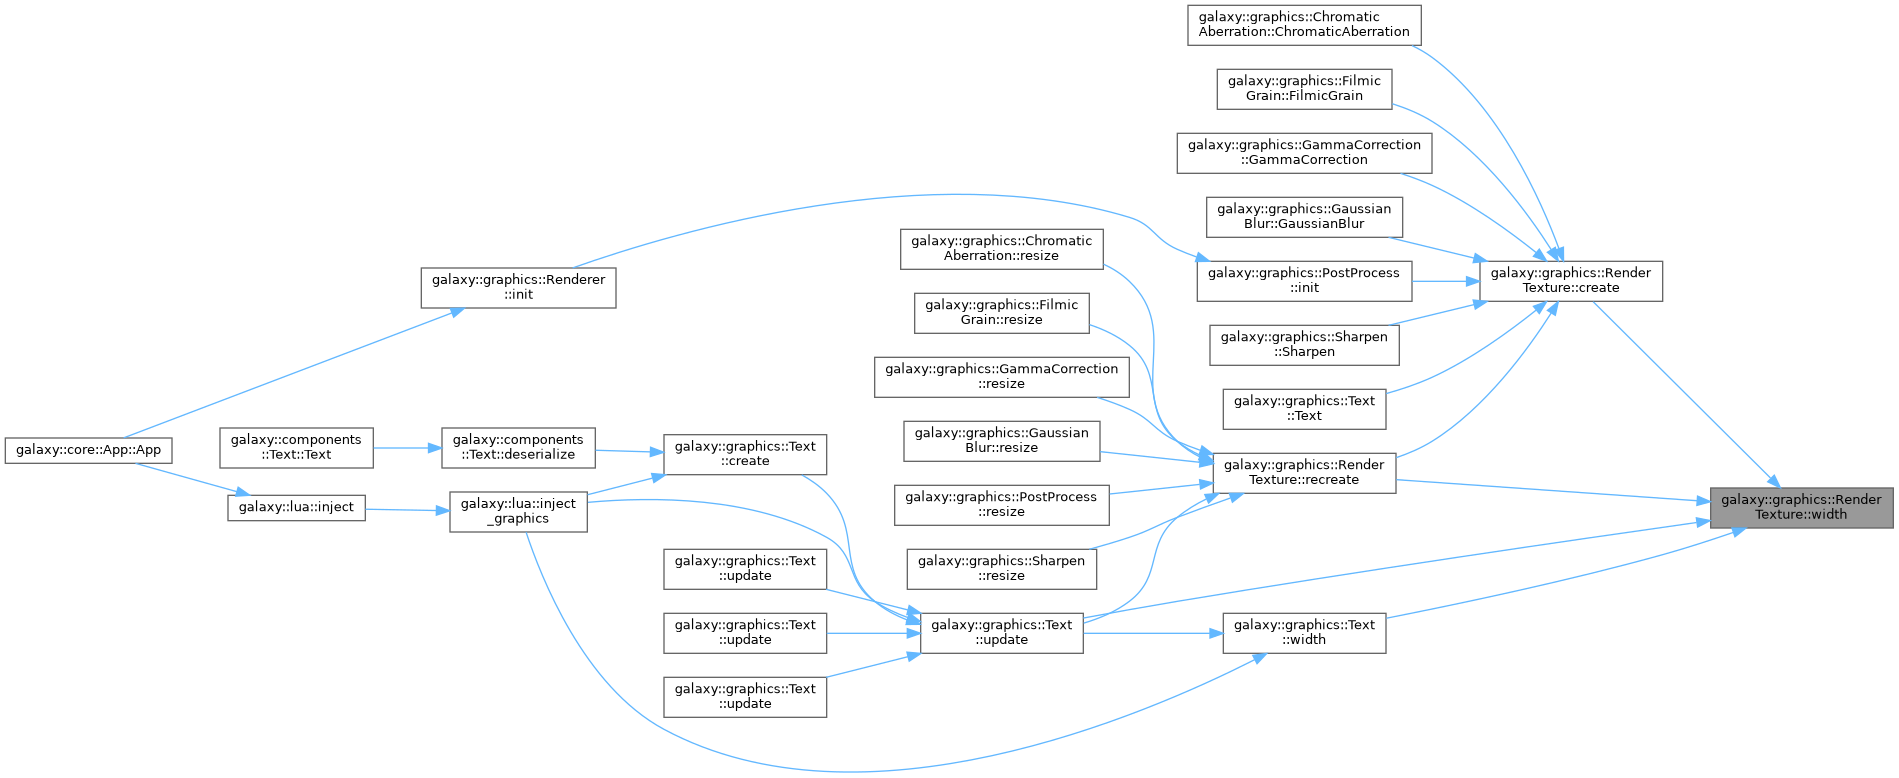 galaxy::graphics::Chromatic
Aberration::ChromaticAberration
galaxy::graphics::Filmic
Grain::FilmicGrain
galaxy::graphics::GammaCorrection
::GammaCorrection
galaxy::graphics::Gaussian
Blur::GaussianBlur
galaxy::graphics::Chromatic
Aberration::resize
galaxy::graphics::PostProcess
::init
galaxy::graphics::Render
Texture::create
galaxy::graphics::Renderer
::init
galaxy::graphics::Filmic
Grain::resize
galaxy::graphics::Sharpen
::Sharpen
galaxy::graphics::GammaCorrection
::resize
galaxy::graphics::Text
::Text
galaxy::core::App::App
galaxy::components
::Text::Text
galaxy::components
::Text::deserialize
galaxy::graphics::Text
::create
galaxy::graphics::Gaussian
Blur::resize
galaxy::graphics::Render
Texture::recreate
galaxy::lua::inject
galaxy::lua::inject
_graphics
galaxy::graphics::PostProcess
::resize
galaxy::graphics::Render
Texture::width
galaxy::graphics::Text
::update
galaxy::graphics::Sharpen
::resize
galaxy::graphics::Text
::update
galaxy::graphics::Text
::update
galaxy::graphics::Text
::width
galaxy::graphics::Text
::update